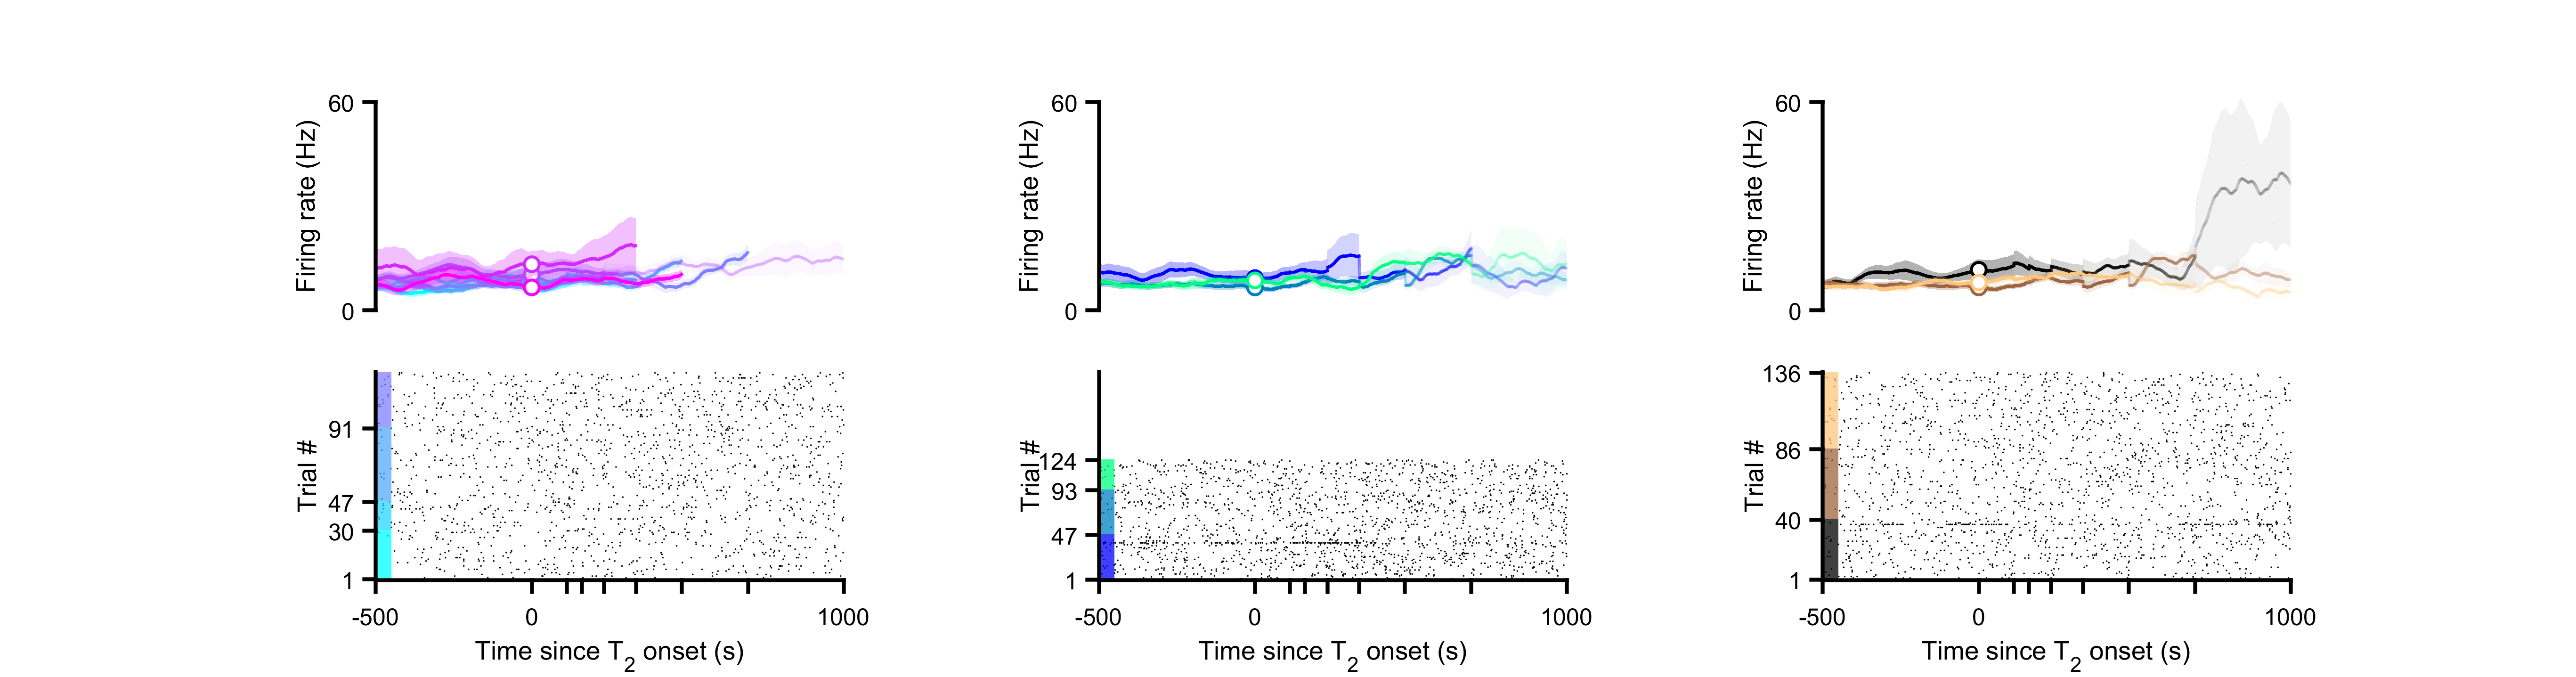 60
Firing rate (Hz)
0
60
Firing rate (Hz)
0
60
Firing rate (Hz)
0
91
47
30
1
Trial #
-500 0 1000
Time since T2 onset (s)
124
93
47
1
Trial #
-500 0 1000
Time since T2 onset (s)
136
86
40
1
Trial #
-500 0 1000
Time since T2 onset (s)